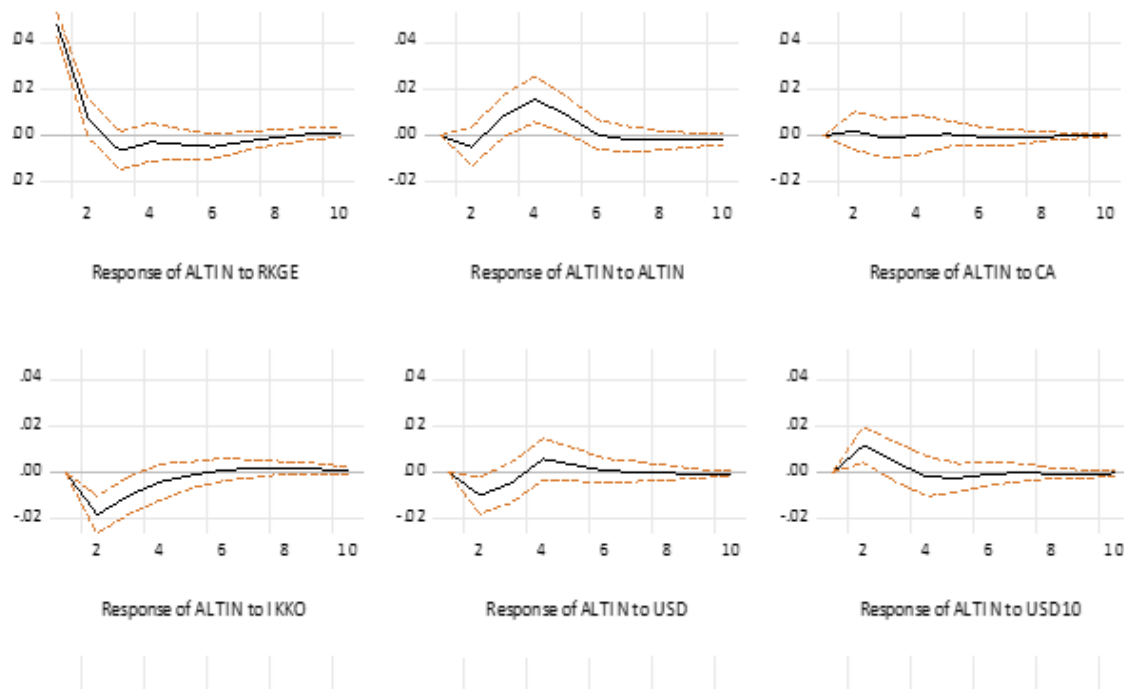 .04 .04 .04
.02 .02 .02
.00 .00 .00
.02 -.02 -.02
2 4 6 8 10 2 4 6 8 10 2 4 6 8 10
Response of ALTIN to RKGE Response of ALTIN to ALTIN Response of ALTIN to CA
.04 .04 .04
.02 .02 .02
.00 .00 .00
-.02 -.02 -.02
2 4 6 8 10 2 4 6 8 10 2 4 6 8 10
Response of ALTIN to IKKO Response of ALTIN to USD Response of ALTIN to USD10